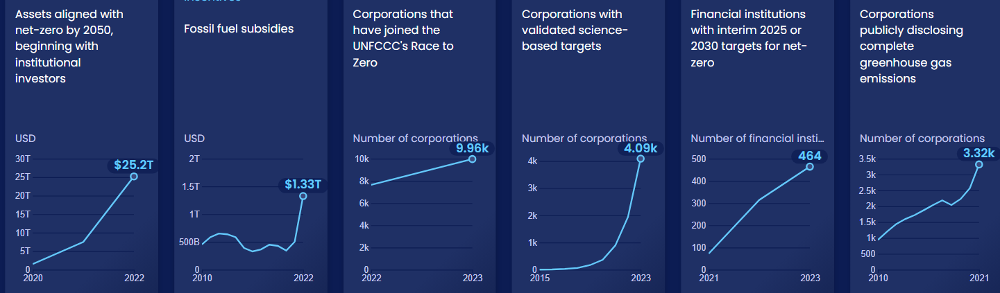 Assets aligned with
net-zero by 2050,
beginning with
institutional
investors
USD
$25.2T
30T
25T
20T
15T
10T
5T
0
2020
2022
Fossil fuel subsidies
USD
$1.33T
2T
1.5T
1T
500B
0
2010
2022
Corporations that
have joined the
UNFCCC's Race to
Zero
Number of corporations
9.96k
10k
8k
6k
4k
2k
0
2022
2023
Corporations with
validated science-
based targets
Number of corporations
4.09k
4k
3k
2k
1k
0
2015
2023
Financial institutions
with interim 2025 or
2030 targets for net-
zero
Number of financial insti...
464
500
400
300
200
100
0
2021
2023
Corporations
publicly disclosing
complete
greenhouse gas
emissions
Number of corporations
3.32k
3.5k
3k
2.5k
2k
1.5k
1k
500
0
2010
2021